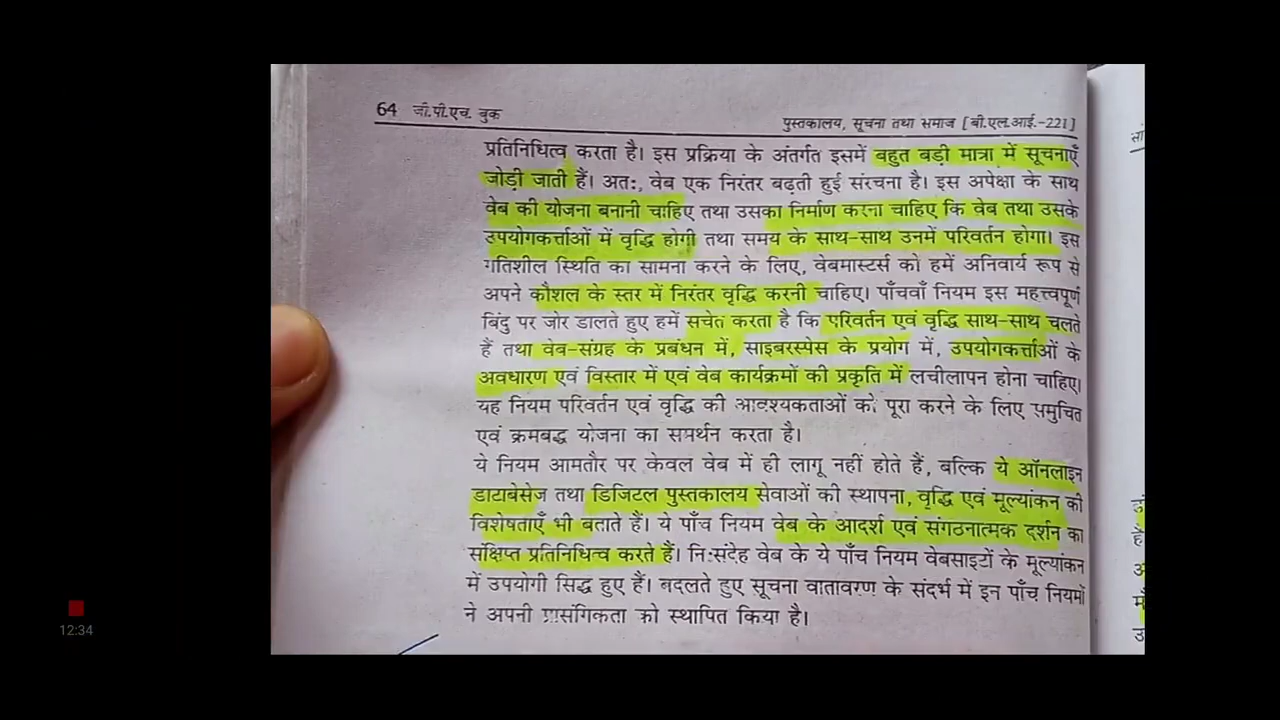 64 जी.पी.एच. बुक
पुस्तकालय, सूचना तथा समाज [ बी.एल.आई.-221 ]
प्रतिनिधित्व करता है। इस प्रक्रिया के अंतर्गत इसमें बहुत बड़ी मात्रा में सूचनाएँ
जोड़ी जाती हैं। अतः, वेब एक निरंतर बढ़ती हुई संरचना है। इस अपेक्षा के साथ
वेब की योजना बनानी चाहिए तथा उसका निर्माण करना चाहिए कि वेब तथा उसके
उपयोगकर्त्ताओं में वृद्धि होगी तथा समय के साथ-साथ उनमें परिवर्तन होगा। इस
गतिशील स्थिति का सामना करने के लिए, वेबमास्टर्स को हमें अनिवार्य रूप से
अपने कौशल के स्तर में निरंतर वृद्धि करनी चाहिए। पाँचवाँ नियम इस महत्त्वपूर्ण
बिंदु पर जोर डालते हुए हमें सचेत करता है कि परिवर्तन एवं वृद्धि साथ-साथ चलते
हैं तथा वेब-संग्रह के प्रबंधन में, साइबरस्पेस के प्रयोग में, उपयोगकर्त्ताओं के
अवधारण एवं विस्तार में एवं वेब कार्यक्रमों की प्रकृति में लचीलापन होना चाहिए।
यह नियम परिवर्तन एवं वृद्धि की आवश्यकताओं को पूरा करने के लिए समुचित
एवं क्रमबद्ध योजना का समर्थन करता है।
ये नियम आमतौर पर केवल वेब में ही लागू नहीं होते हैं, बल्कि ये ऑनलाइन
डाटाबेसेज तथा डिजिटल पुस्तकालय सेवाओं की स्थापना, वृद्धि एवं मूल्यांकन की
विशेषताएँ भी बताते हैं। ये पाँच नियम वेब के आदर्श एवं संगठनात्मक दर्शन का
संक्षिप्त प्रतिनिधित्व करते हैं। निःसंदेह वेब के ये पाँच नियम वेबसाइटों के मूल्यांकन
में उपयोगी सिद्ध हुए हैं। बदलते हुए सूचना वातावरण के संदर्भ में इन पाँच नियमों
ने अपनी प्रासंगिकता को स्थापित किया है।
12:34